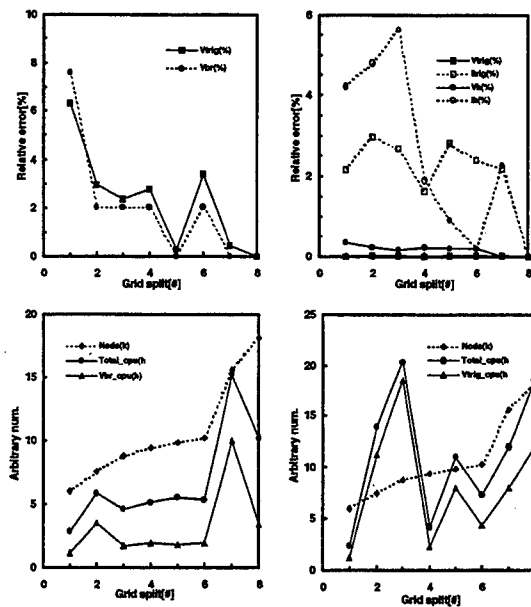 10
8
6
4
2
0
Relative error[%]
Vtrig(%)
Vbr(%)
0 2 4 6 8
Grid split[#]
6
4
2
0
Relative error[%]
Vtrig(%)
Itrig(%)
Vh(%)
Ih(%)
0 2 4 6 8
Grid split[#]
20
15
10
5
0
Arbitrary num.
Node(k)
Total_cpu(h
Vbr_cpu(h)
0 2 4 6 8
Grid split[#]
25
20
15
10
5
0
Arbitrary num.
Node(k)
Total_cpu(h
Vtrig_cpu(h
0 2 4 6 8
Grid split[#]